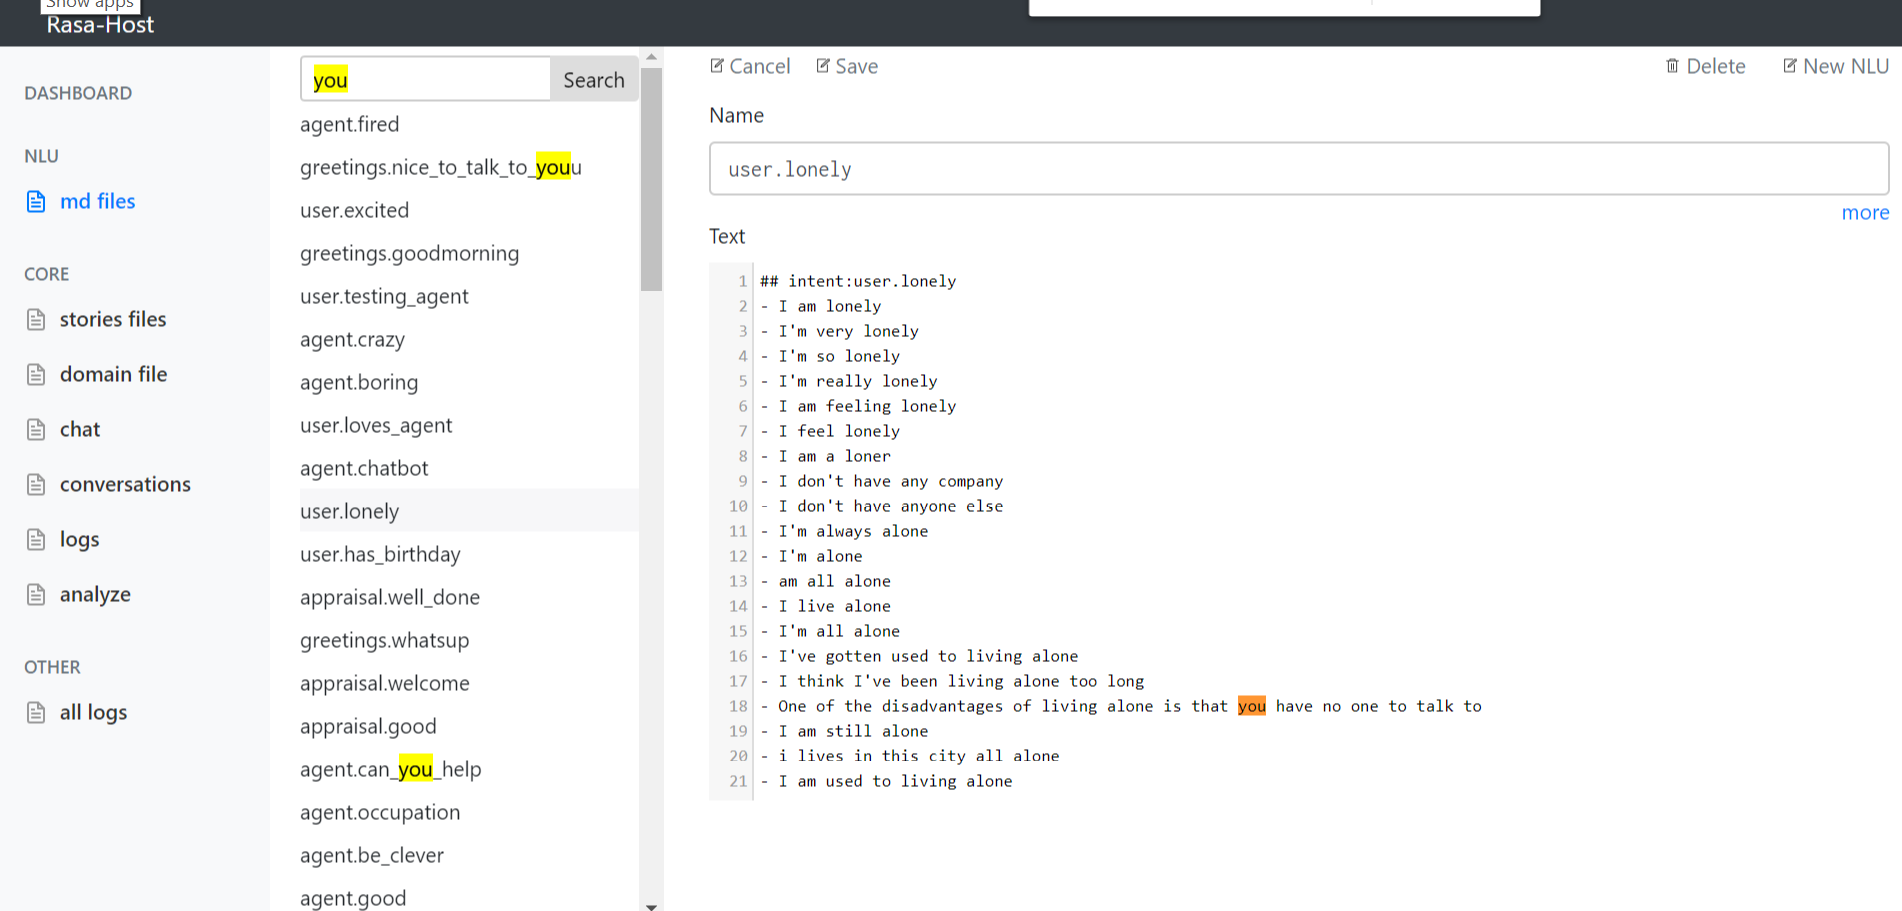 Show apps
Rasa-Host
DASHBOARD
NLU
md files
CORE
stories files
domain file
chat
conversations
logs
analyze
OTHER
all logs
you
Search
agent.fired
greetings.nice_to_talk_to_youu
user.excited
greetings.goodmorning
user.testing_agent
agent.crazy
agent.boring
user.loves_agent
agent.chatbot
user.lonely
user.has_birthday
appraisal.well_done
greetings.whatsup
appraisal.welcome
appraisal.good
agent.can_you_help
agent.occupation
agent.be_clever
agent.good
Cancel Save Delete New NLU
Name
user.lonely
more
Text
1 ## intent:user.lonely
2 - I am lonely
3 - I'm very lonely
4 - I'm so lonely
5 - I'm really lonely
6 - I am feeling lonely
7 - I feel lonely
8 - I am a loner
9 - I don't have any company
10 - I don't have anyone else
11 - I'm always alone
12 - I'm alone
13 - am all alone
14 - I live alone
15 - I'm all alone
16 - I've gotten used to living alone
17 - I think I've been living alone too long
18 - One of the disadvantages of living alone is that you have no one to talk to
19 - I am still alone
20 - i lives in this city all alone
21 - I am used to living alone